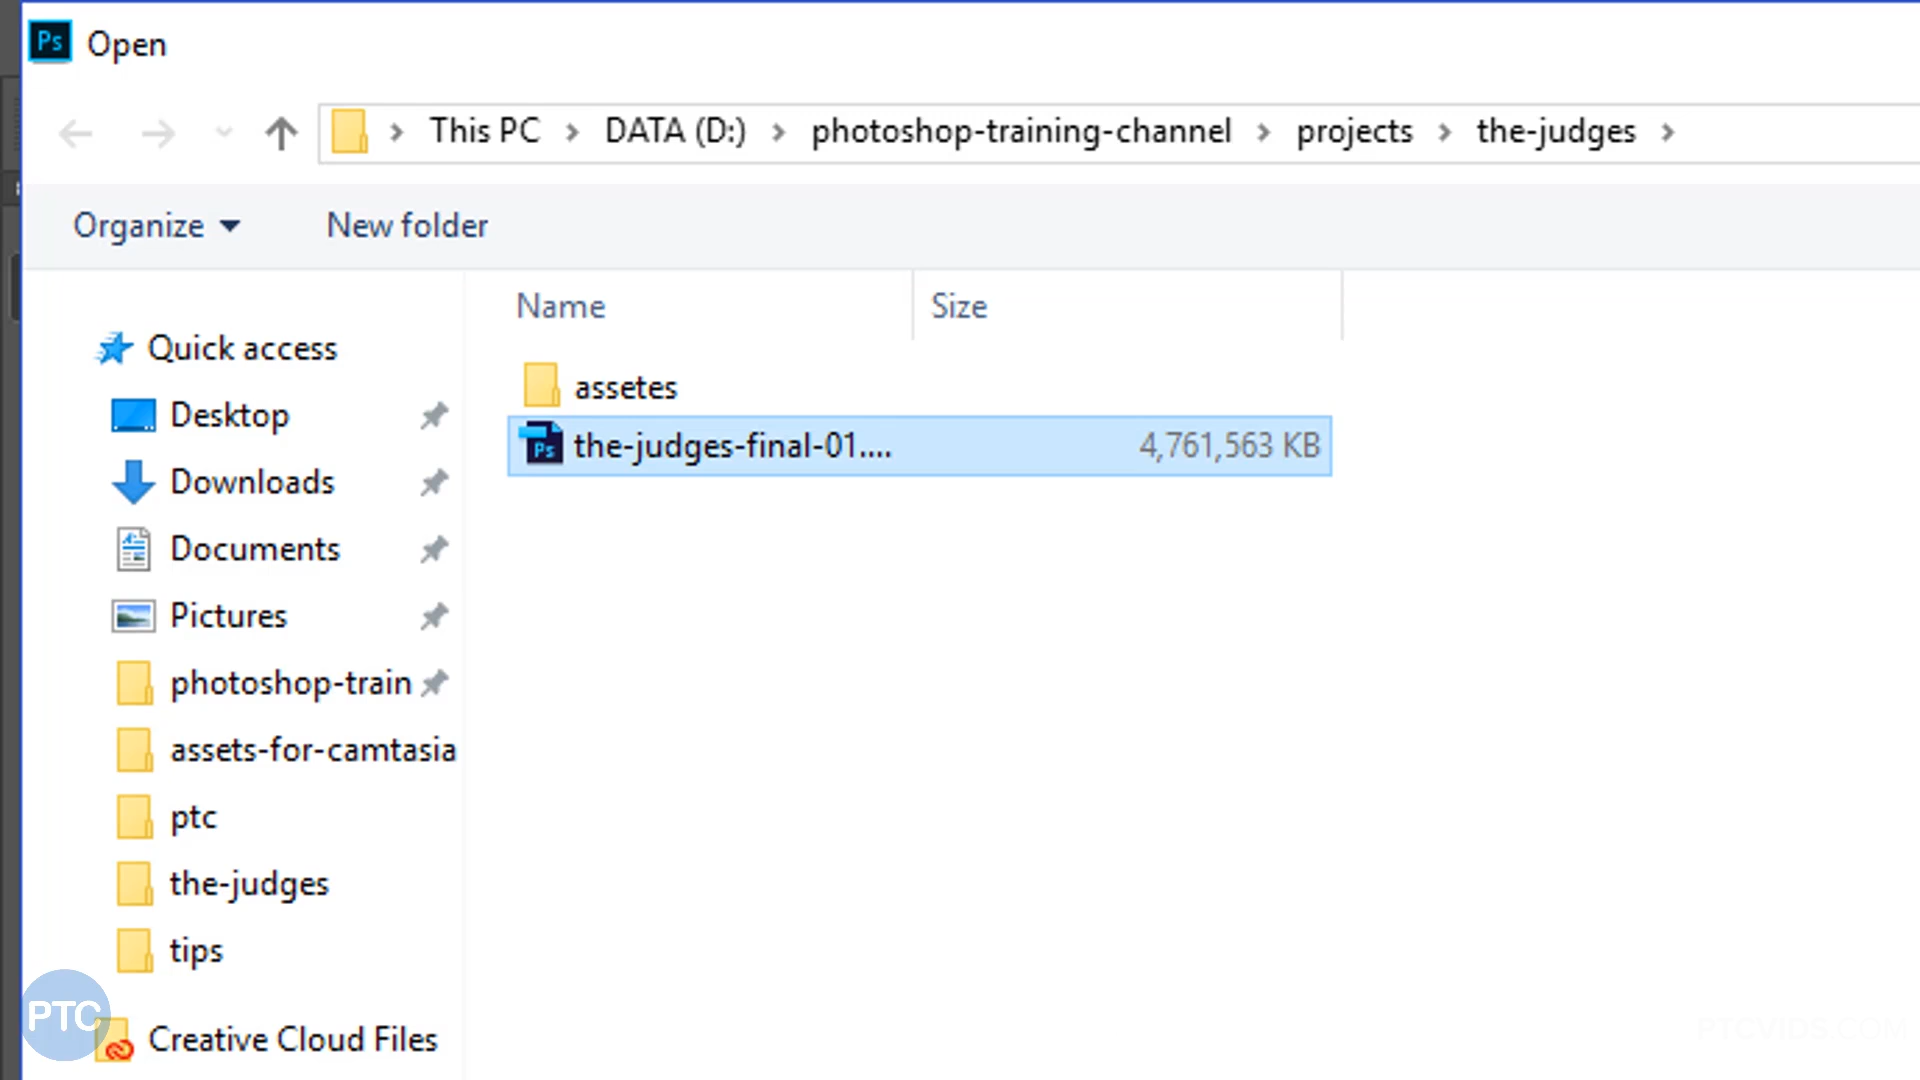 Ps Open
This PC > DATA (D:) > photoshop-training-channel > projects > the-judges >
Organize New folder
Name Size
Quick access
Desktop
Downloads
Documents
Pictures
photoshop-train
assets-for-camtasia
ptc
the-judges
tips
Creative Cloud Files
assetes
Ps the-judges-final-01.... 4,761,563 KB
PTC
PTCVIDS.COM